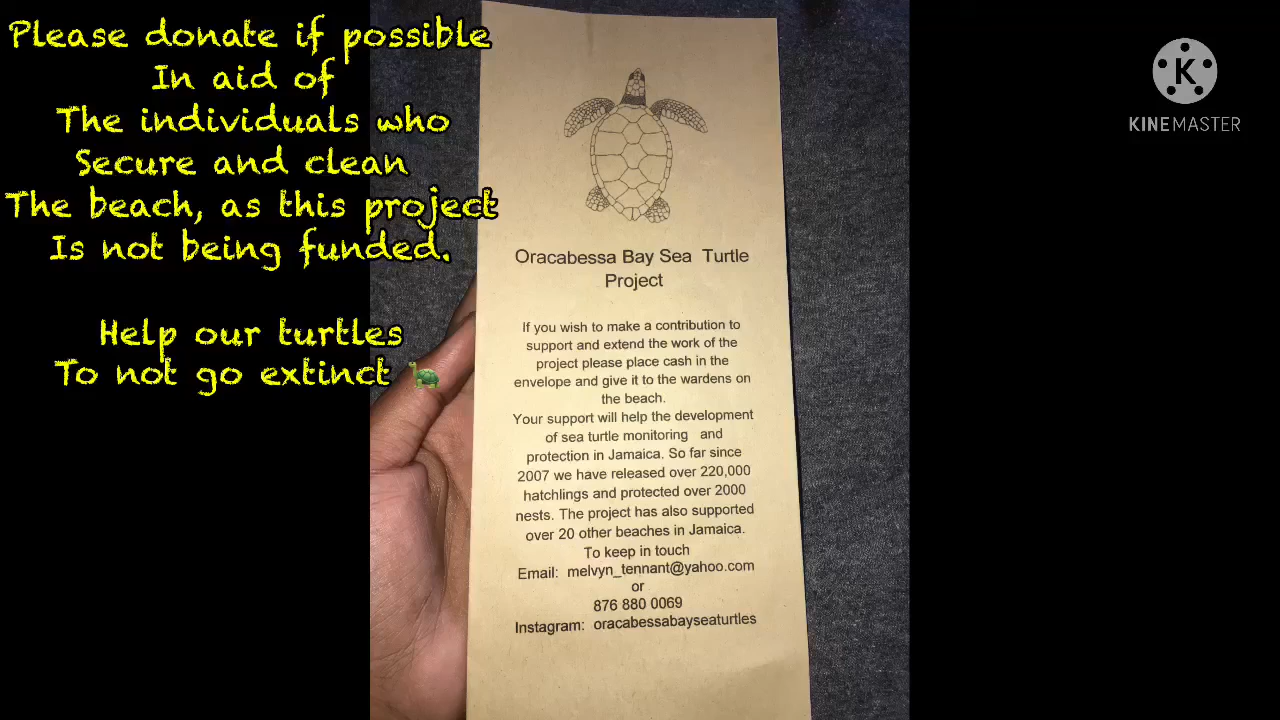 Please donate if possible
In aid of
The individuals who
Secure and clean
The beach, as this project
Is not being funded.
Help our turtles
To not go extinct 🐢
K
KINEMASTER
Oracabessa Bay Sea Turtle
Project
If you wish to make a contribution to
support and extend the work of the
project please place cash in the
envelope and give it to the wardens on
the beach.
Your support will help the development
of sea turtle monitoring and
protection in Jamaica. So far since
2007 we have released over 220,000
hatchlings and protected over 2000
nests. The project has also supported
over 20 other beaches in Jamaica.
To keep in touch
Email: melvyn_tennant@yahoo.com
or
876 880 0069
Instagram: oracabessabayseaturtles